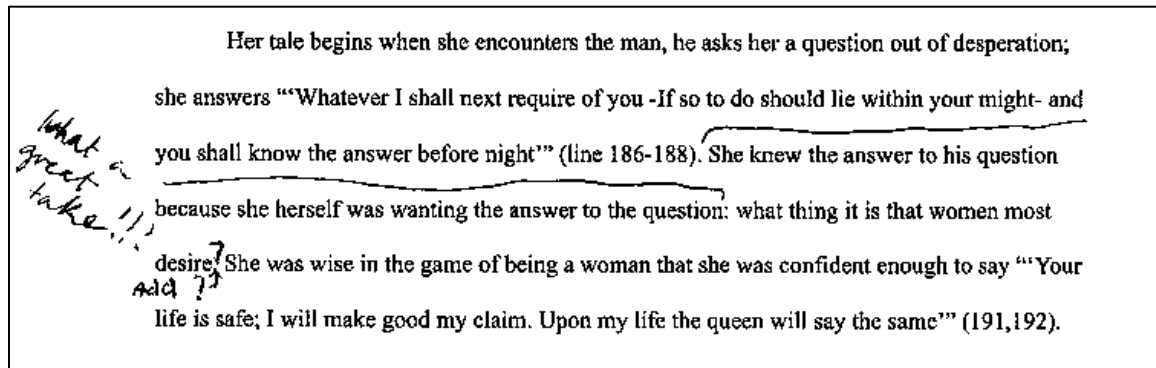 Her tale begins when she encounters the man, he asks her a question out of desperation;
she answers "'Whatever I shall next require of you -If so to do should lie within your might- and
you shall know the answer before night'" (line 186-188). She knew the answer to his question
because she herself was wanting the answer to the question: what thing it is that women most
desire? She was wise in the game of being a woman that she was confident enough to say "'Your
life is safe; I will make good my claim. Upon my life the queen will say the same'" (191,192).
What a
great
take!!!
Add ?